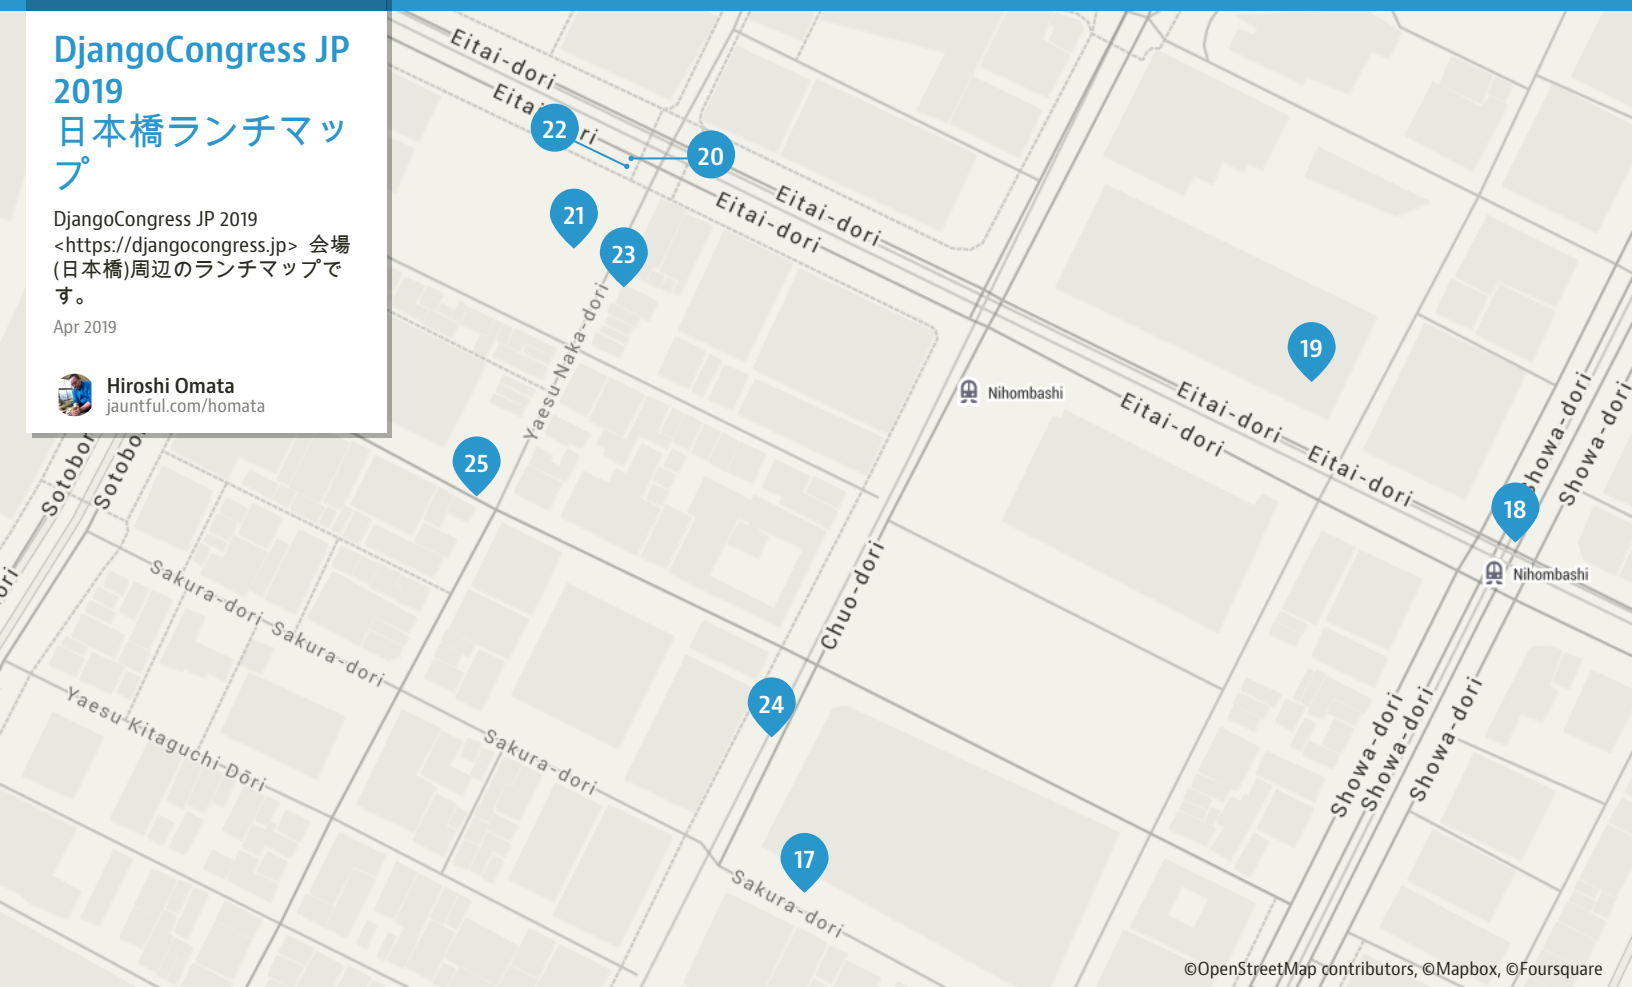 DjangoCongress JP
2019
日本橋ランチマッ
プ
DjangoCongress JP 2019
<https://djangocongress.jp> 会場
(日本橋)周辺のランチマップで
す。
Apr 2019
Hiroshi Omata
jauntful.com/homata
Eitai-dori
22
20
21
23
Eitai-dori
Eitai-dori
Yaesu-Naka-dori
19
Nihombashi
Eitai-dori
Eitai-dori
Eitai-dori
Showa-dori
Showa-dori
25
18
Nihombashi
Sakura-dori
Sakura-dori
Chuo-dori
Yaesu Kitaguchi Dōri
24
Sakura-dori
Showa-dori
Showa-dori
Showa-dori
17
Sakura-dori
©OpenStreetMap contributors, ©Mapbox, ©Foursquare